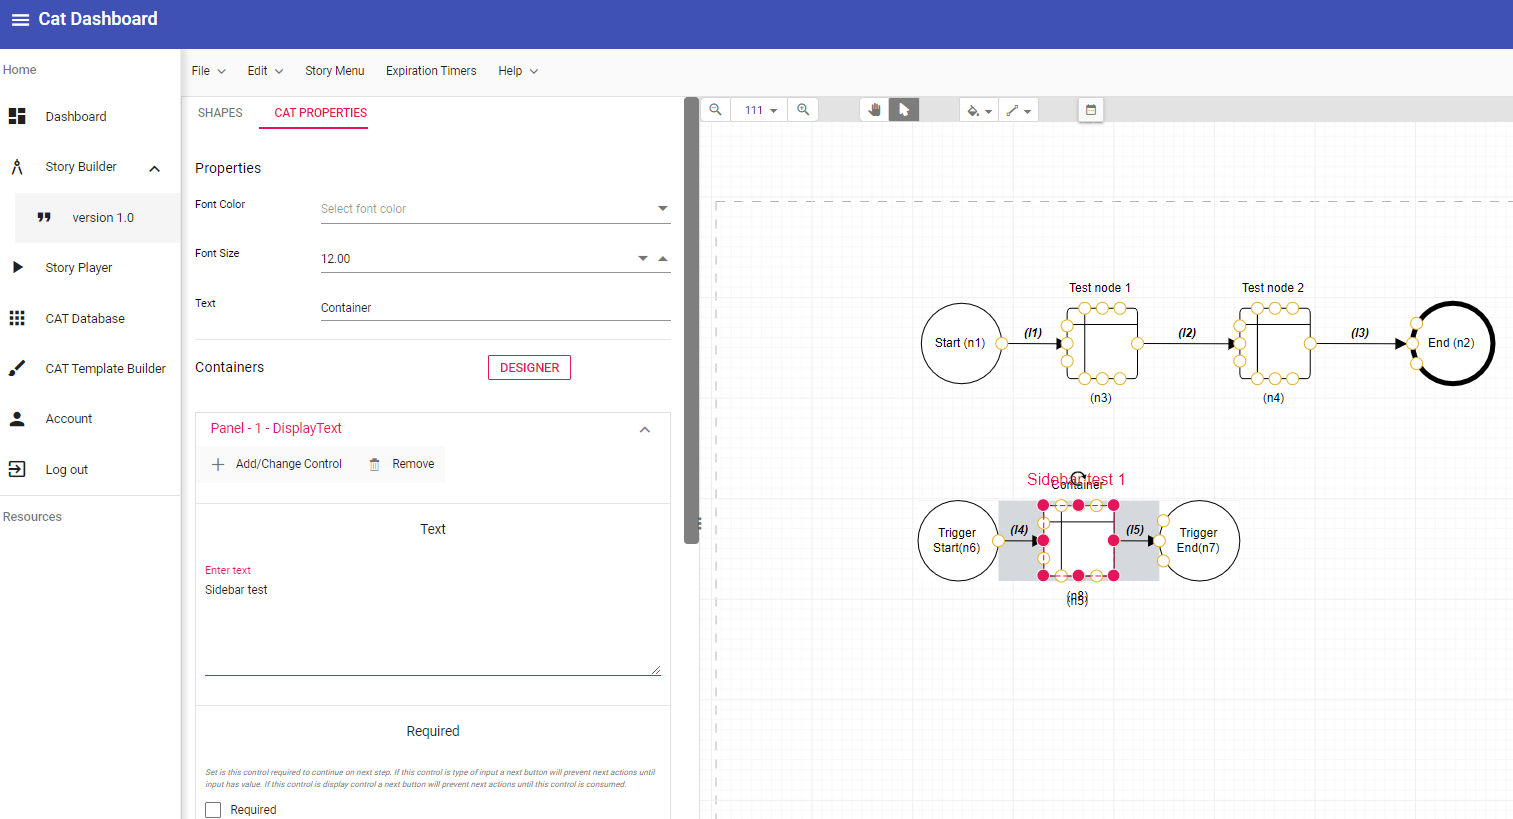 Cat Dashboard
Home
Dashboard
Story Builder
version 1.0
Story Player
CAT Database
CAT Template Builder
Account
Log out
Resources
File
Edit
Story Menu
Expiration Timers
Help
SHAPES
CAT PROPERTIES
Properties
Font Color
Select font color
Font Size
12.00
Text
Container
Containers
DESIGNER
Panel - 1 - DisplayText
Add/Change Control
Remove
Text
Enter text
Sidebar test
Required
Set is this control required to continue on next step. If this control is type of input a next button will prevent next actions until
input has value. If this control is display control a next button will prevent next actions until this control is consumed.
Required
111
Test node 1
Test node 2
Start (n1)
(l1)
(l2)
(l3)
End (n2)
(n3)
(n4)
Sidebar test 1
Container
Trigger
Start(n6)
(l4)
(l5)
Trigger
End(n7)
(n8)
(n5)